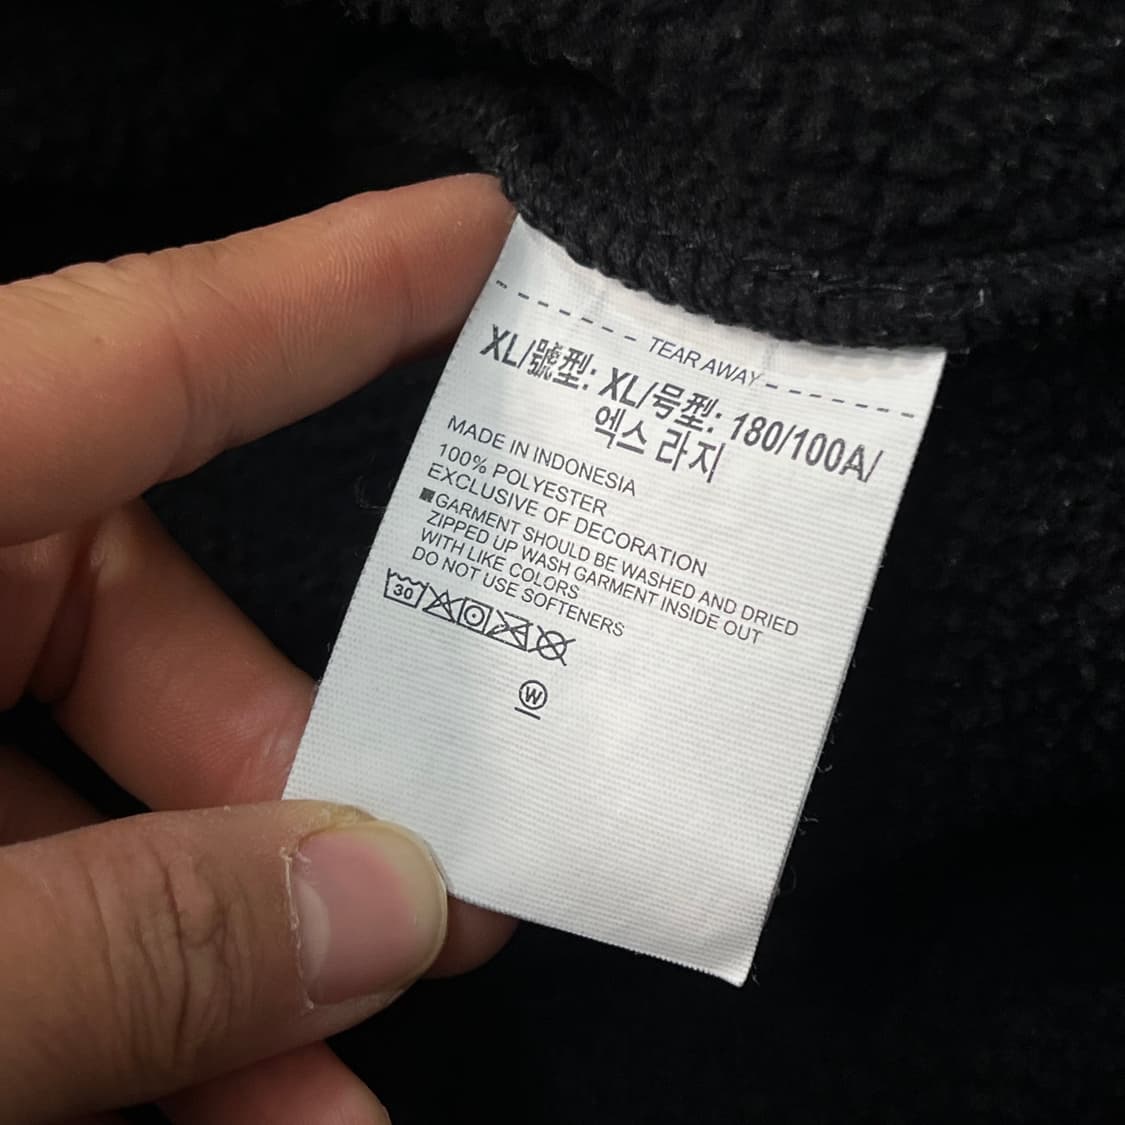 TEAR AWAY
XL/號型: XL/号型: 180/100A/
엑스 라지
MADE IN INDONESIA
100% POLYESTER
EXCLUSIVE OF DECORATION
GARMENT SHOULD BE WASHED AND DRIED
ZIPPED UP WASH GARMENT INSIDE OUT
WITH LIKE COLORS
DO NOT USE SOFTENERS
30
W